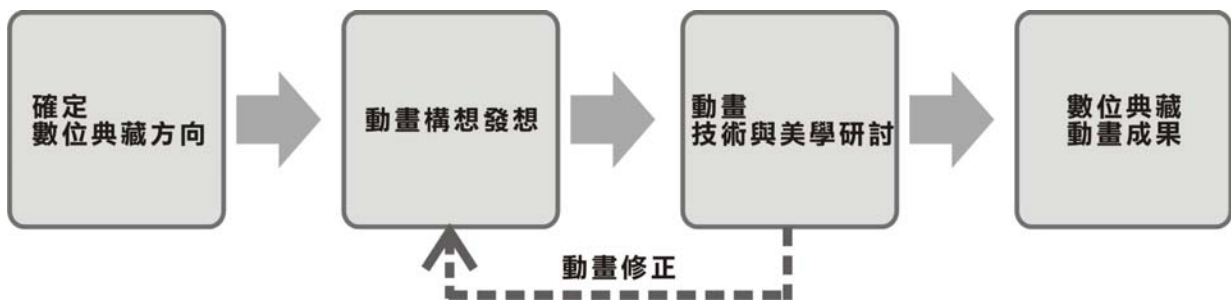 確定
數位典藏方向
動畫構想發想
動畫
技術與美學研討
數位典藏
動畫成果
動畫修正